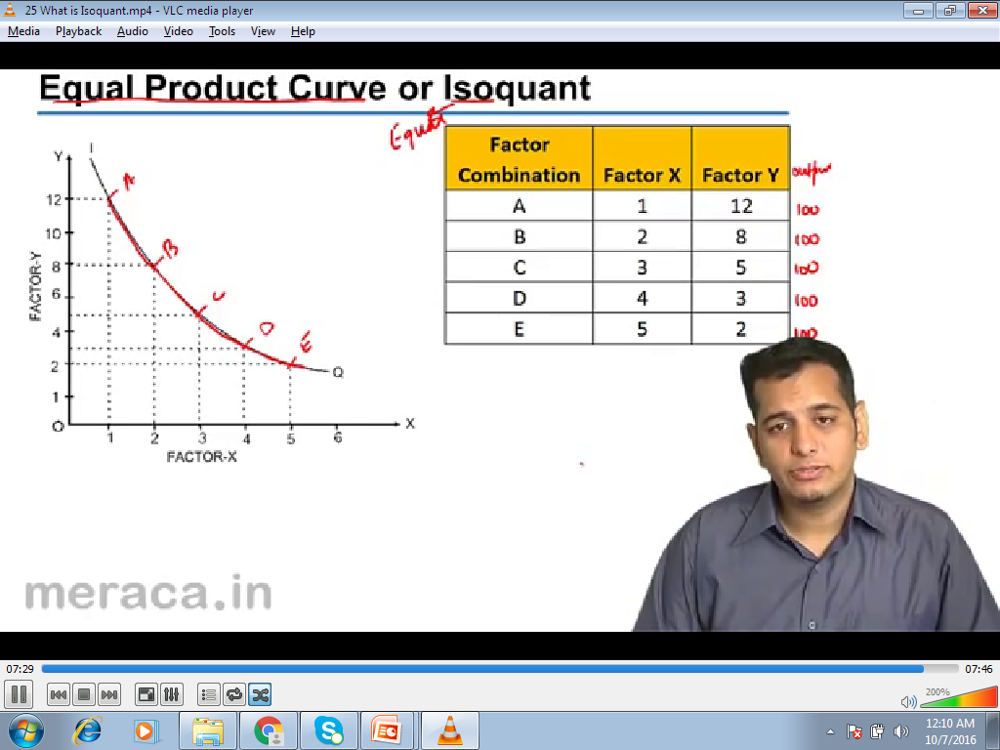 25 What is Isoquant.mp4 - VLC media player
Media Playback Audio Video Tools View Help
Equal Product Curve or Isoquant
Equal
Factor Combination Factor X Factor Y output
A 1 12 100
B 2 8 100
C 3 5 100
D 4 3 100
E 5 2 100
I
Y
12
10
8
6
4
2
1
O
FACTOR-Y
A
B
C
D
E
Q
X
1 2 3 4 5 6
FACTOR-X
meraca.in
07:29 07:46
200%
12:10 AM
10/7/2016